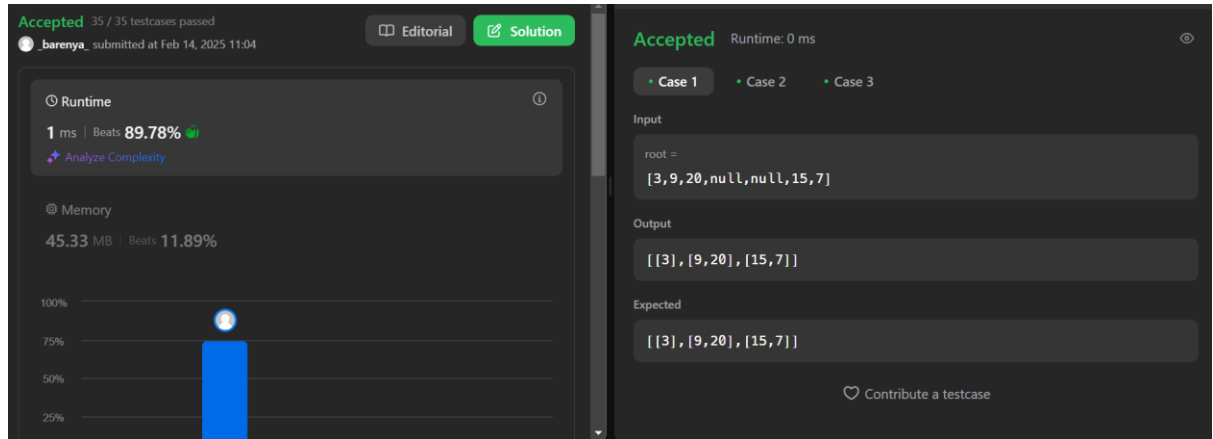 Accepted 35 / 35 testcases passed
_barenya_ submitted at Feb 14, 2025 11:04
Editorial
Solution
Runtime
1 ms | Beats 89.78%
Analyze Complexity
Memory
45.33 MB | Beats 11.89%
100%
75%
50%
25%
Accepted Runtime: 0 ms
• Case 1 • Case 2 • Case 3
Input
root =
[3,9,20,null,null,15,7]
Output
[[3],[9,20],[15,7]]
Expected
[[3],[9,20],[15,7]]
Contribute a testcase